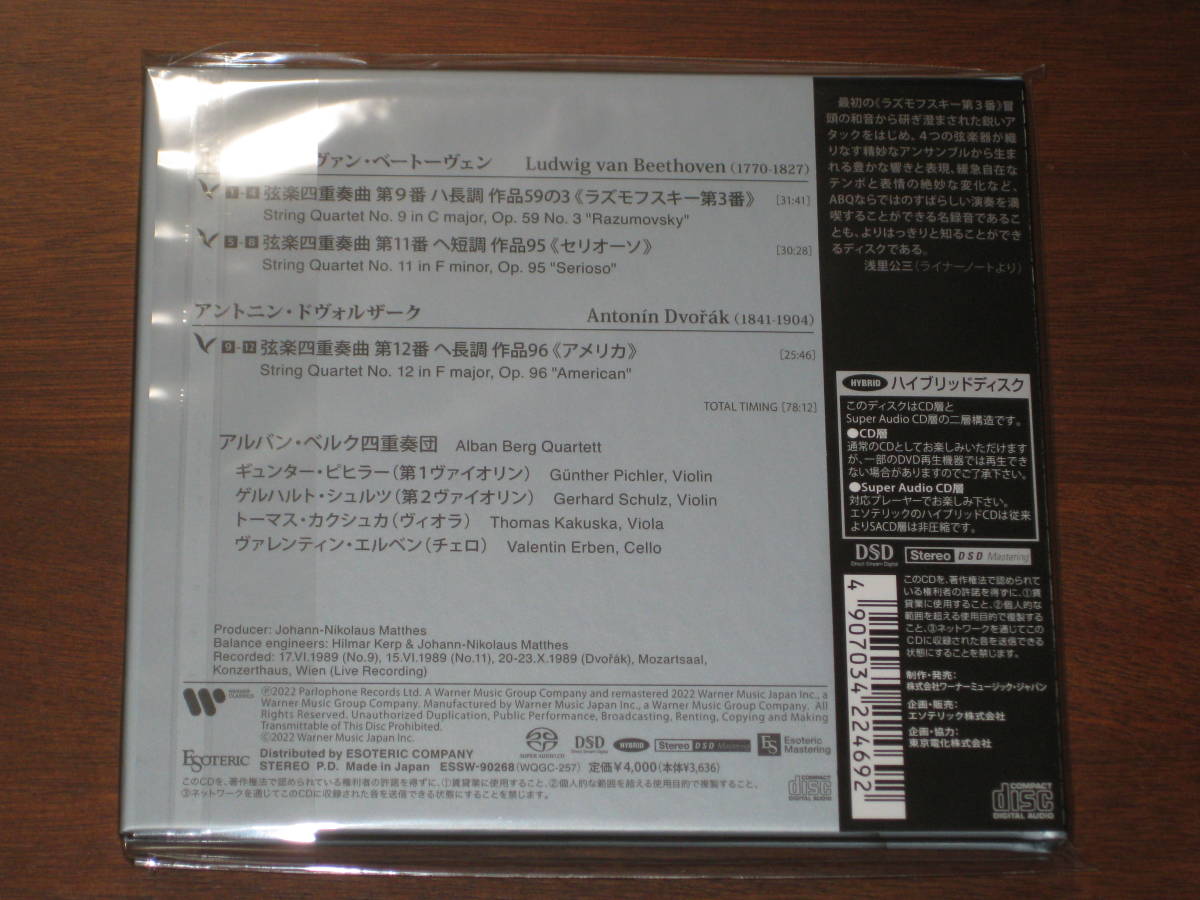 ヴァン・ベートーヴェン Ludwig van Beethoven (1770-1827)
1-4 弦楽四重奏曲 第9番 ハ長調 作品59の3《ラズモフスキー第3番》 [31:41]
String Quartet No. 9 in C major, Op. 59 No. 3 "Razumovsky"
5-8 弦楽四重奏曲 第11番 ヘ短調 作品95《セリオーソ》 [30:28]
String Quartet No. 11 in F minor, Op. 95 "Serioso"
アントニン・ドヴォルザーク Antonín Dvořák (1841-1904)
9-12 弦楽四重奏曲 第12番 ヘ長調 作品96《アメリカ》 [25:46]
String Quartet No. 12 in F major, Op. 96 "American"
TOTAL TIMING [78:12]
アルバン・ベルク四重奏団 Alban Berg Quartett
ギュンター・ピヒラー(第1ヴァイオリン) Günther Pichler, Violin
ゲルハルト・シュルツ(第2ヴァイオリン) Gerhard Schulz, Violin
トーマス・カクシュカ(ヴィオラ) Thomas Kakuska, Viola
ヴァレンティン・エルベン(チェロ) Valentin Erben, Cello
Producer: Johann-Nikolaus Matthes
Balance engineers: Hilmar Kerp & Johann-Nikolaus Matthes
Recorded: 17.VI.1989 (No.9), 15.VI.1989 (No.11), 20-23.X.1989 (Dvořák), Mozartsaal,
Konzerthaus, Wien (Live Recording)
WARNER CLASSICS
Ⓟ2022 Parlophone Records Ltd. A Warner Music Group Company and remastered 2022 Warner Music Japan Inc., a
Warner Music Group Company. Manufactured by Warner Music Japan Inc., a Warner Music Group Company. All
Rights Reserved. Unauthorized Duplication, Public Performance, Broadcasting, Renting, Copying and Making
Transmittable of This Disc Prohibited.
©2022 Warner Music Japan Inc.
SUPER AUDIO CD DSD Direct Stream Digital HYBRID Stereo DSD Mastering ES Esoteric Mastering
ESOTERIC Distributed by ESOTERIC COMPANY
STEREO P.D. Made in Japan ESSW-90268(WQGC-257) 定価¥4,000(本体¥3,636)
このCDを、著作権法で認められている権利者の許諾を得ずに、①賃貸業に使用すること、②個人的な範囲を超える使用目的で複製すること、
③ネットワークを通じてこのCDに収録された音を送信できる状態にすることを禁じます。
COMPACT disc DIGITAL AUDIO
最初の《ラズモフスキー第3番》冒
頭の和音から研ぎ澄まされた鋭いア
タックをはじめ、4つの弦楽器が織
りなす精妙なアンサンブルから生ま
れる豊かな響きと表現、緩急自在な
テンポと表情の絶妙な変化など、
ABQならではのすばらしい演奏を満
喫することができる名録音であるこ
とも、よりはっきりと知ることができ
るディスクである。
浅里公三(ライナーノートより)
HYBRID ハイブリッドディスク
このディスクはCD層と
Super Audio CD層の二層構造です。
●CD層
通常のCDとしてお楽しみいただけます
が、一部のDVD再生機器では再生でき
ない場合がありますのでご了承下さい。
●Super Audio CD層
対応プレーヤーでお楽しみ下さい。
エソテリックのハイブリッドCDは従来
よりSACD層は非圧縮です。
DSD Direct Stream Digital Stereo DSD Mastering
4 907034 224692
このCDを、著作権法で認められて
いる権利者の許諾を得ずに、①賃
貸業に使用すること、②個人的な
範囲を超える使用目的で複製する
こと、③ネットワークを通じてこの
CDに収録された音を送信できる
状態にすることを禁じます。
制作・発売:
株式会社ワーナーミュージック・ジャパン
企画・販売:
エソテリック株式会社
企画・協力:
東京電化株式会社
COMPACT disc DIGITAL AUDIO